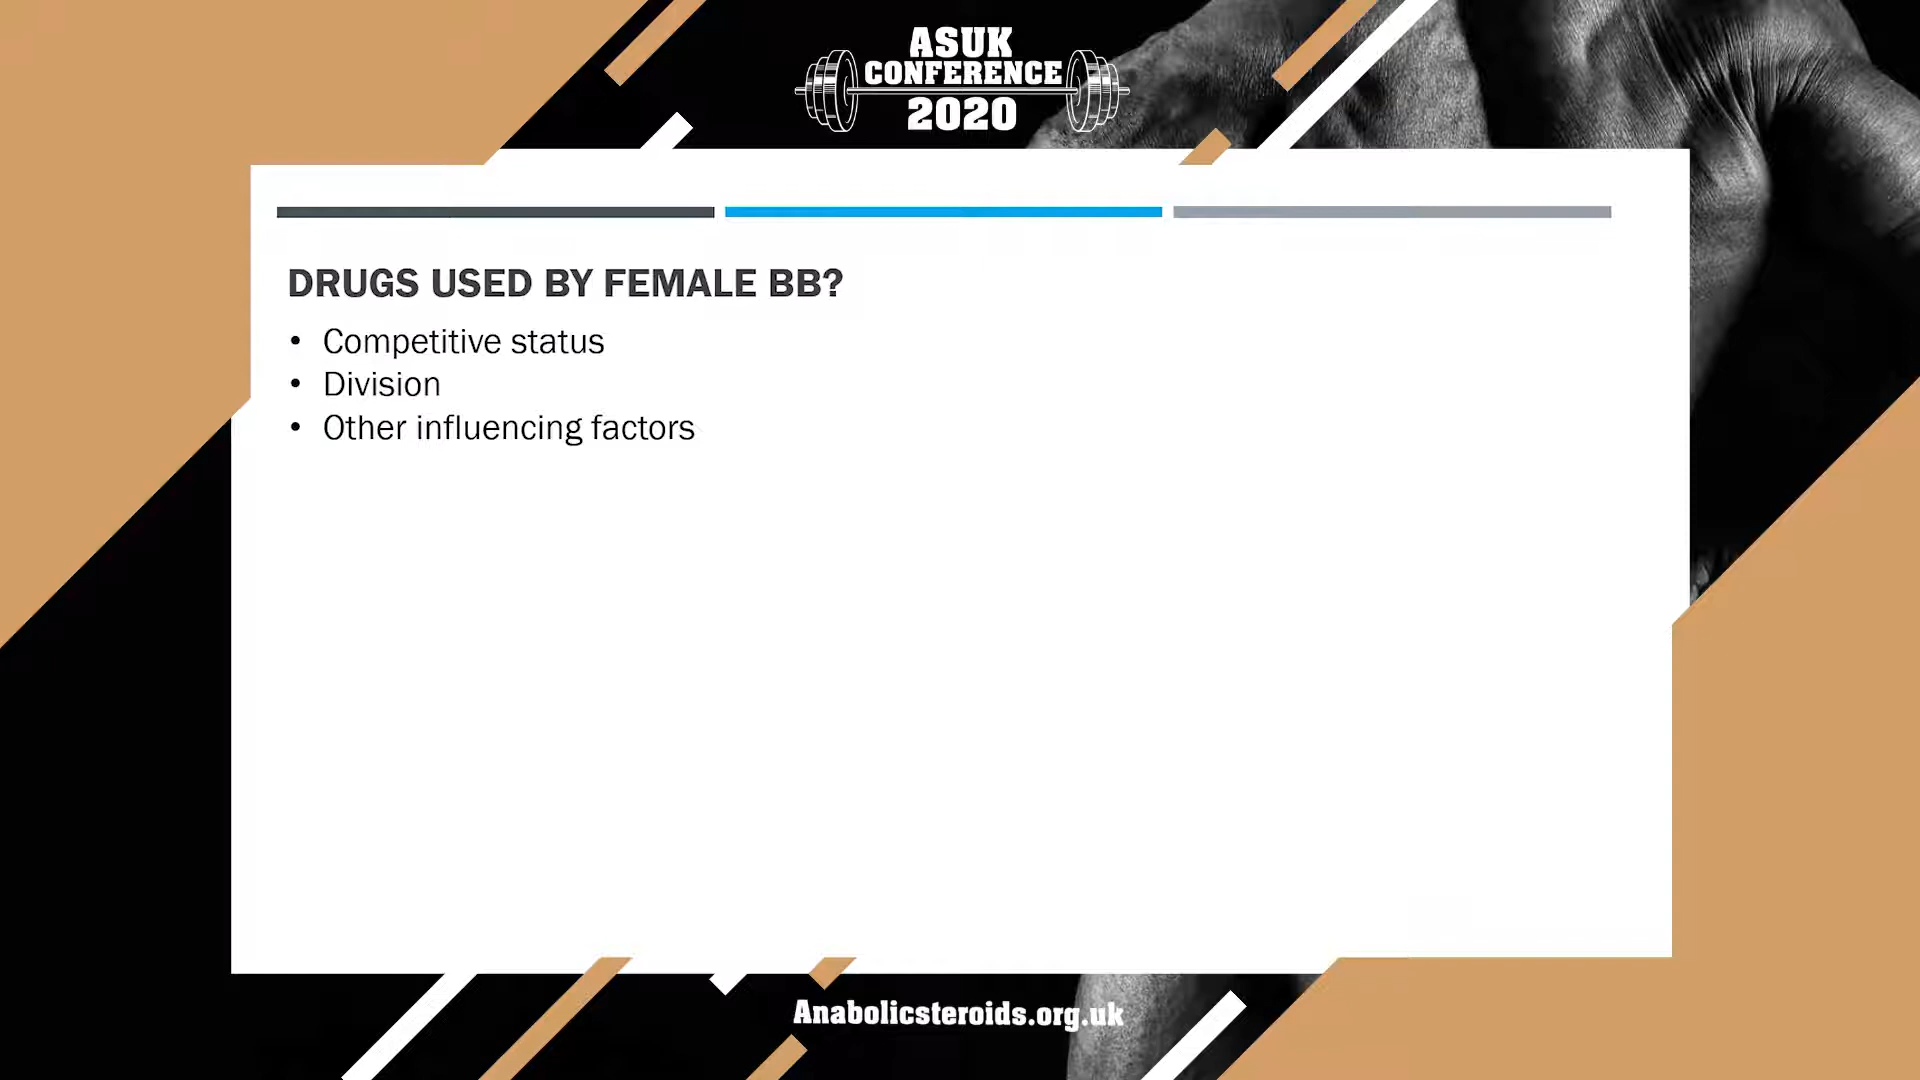 ASUK
CONFERENCE
2020
DRUGS USED BY FEMALE BB?
• Competitive status
• Division
• Other influencing factors
Anabolicsteroids.org.uk